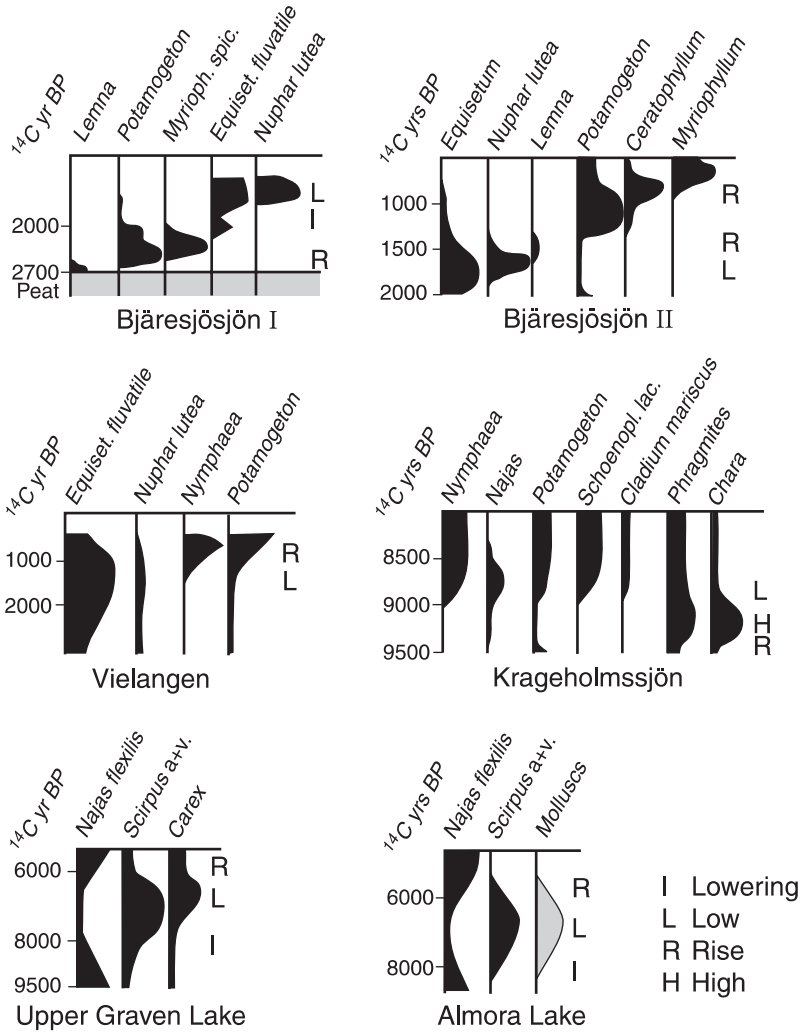 ¹⁴C yr BP
Lemna
Potamogeton
Myrioph. spic.
Equiset. fluvatile
Nuphar lutea
2000
2700
Peat
L
I
R
Bjäresjösjön I
¹⁴C yrs BP
Equisetum
Nuphar lutea
Lemna
Potamogeton
Ceratophyllum
Myriophyllum
1000
1500
2000
R
R
L
Bjäresjösjön II
¹⁴C yr BP
Equiset. fluvatile
Nuphar lutea
Nymphaea
Potamogeton
1000
2000
R
L
Vielangen
¹⁴C yrs BP
Nymphaea
Najas
Potamogeton
Schoenopl. lac.
Cladium mariscus
Phragmites
Chara
8500
9000
9500
L
H
R
Krageholmssjön
¹⁴C yr BP
Najas flexilis
Scirpus a+v.
Carex
6000
8000
9500
R
L
I
Upper Graven Lake
¹⁴C yrs BP
Najas flexilis
Scirpus a+v.
Molluscs
6000
8000
R
L
I
Almora Lake
I Lowering
L Low
R Rise
H High